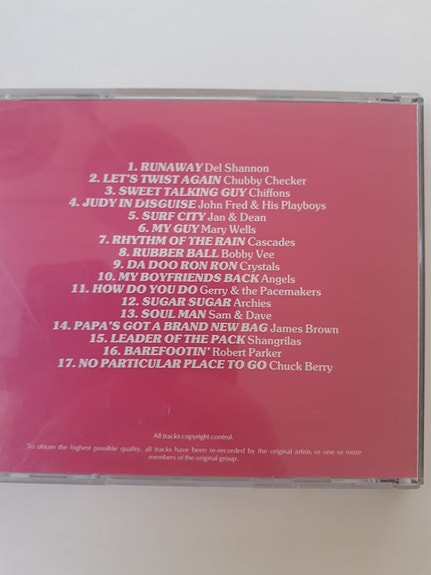 1. RUNAWAY Del Shannon
2. LET'S TWIST AGAIN Chubby Checker
3. SWEET TALKING GUY Chiffons
4. JUDY IN DISGUISE John Fred & His Playboys
5. SURF CITY Jan & Dean
6. MY GUY Mary Wells
7. RHYTHM OF THE RAIN Cascades
8. RUBBER BALL Bobby Vee
9. DA DOO RON RON Crystals
10. MY BOYFRIENDS BACK Angels
11. HOW DO YOU DO Gerry & the Pacemakers
12. SUGAR SUGAR Archies
13. SOUL MAN Sam & Dave
14. PAPA'S GOT A BRAND NEW BAG James Brown
15. LEADER OF THE PACK Shangrilas
16. BAREFOOTIN' Robert Parker
17. NO PARTICULAR PLACE TO GO Chuck Berry
All tracks copyright control.
To obtain the highest possible quality, all tracks have been re-recorded by the original artists or one or more
members of the original group.